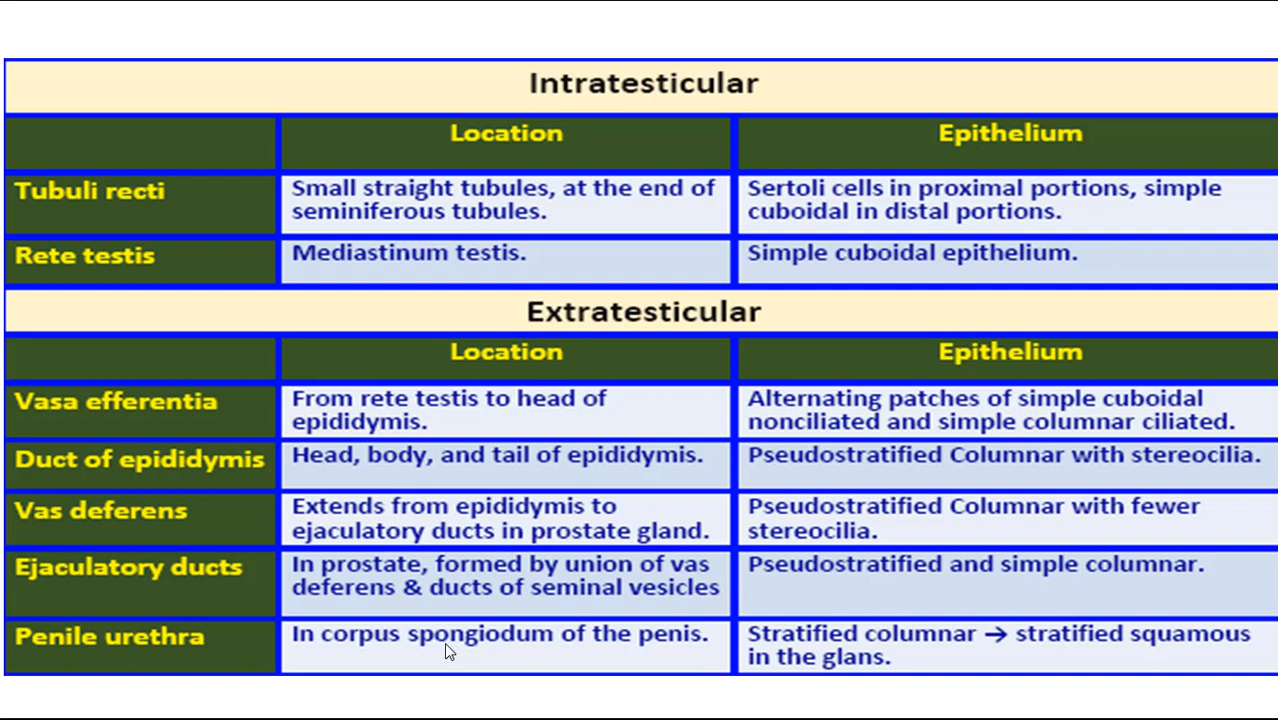 Intratesticular
Location
Epithelium
Tubuli recti
Small straight tubules, at the end of
seminiferous tubules.
Sertoli cells in proximal portions, simple
cuboidal in distal portions.
Rete testis
Mediastinum testis.
Simple cuboidal epithelium.
Extratesticular
Location
Epithelium
Vasa efferentia
From rete testis to head of
epididymis.
Alternating patches of simple cuboidal
nonciliated and simple columnar ciliated.
Duct of epididymis
Head, body, and tail of epididymis.
Pseudostratified Columnar with stereocilia.
Vas deferens
Extends from epididymis to
ejaculatory ducts in prostate gland.
Pseudostratified Columnar with fewer
stereocilia.
Ejaculatory ducts
In prostate, formed by union of vas
deferens & ducts of seminal vesicles
Pseudostratified and simple columnar.
Penile urethra
In corpus spongiodum of the penis.
Stratified columnar → stratified squamous
in the glans.